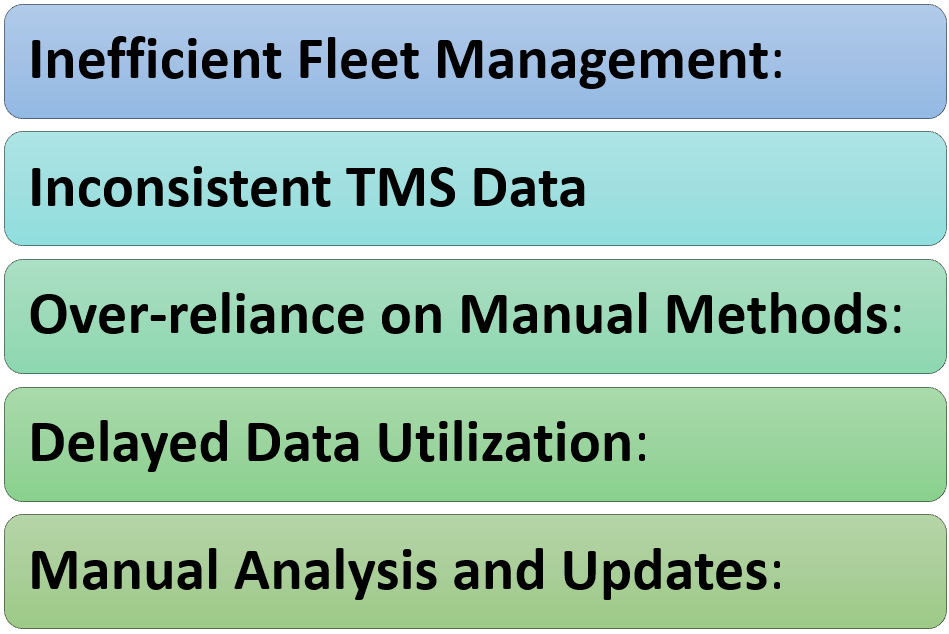 Inefficient Fleet Management:
Inconsistent TMS Data
Over-reliance on Manual Methods:
Delayed Data Utilization:
Manual Analysis and Updates: